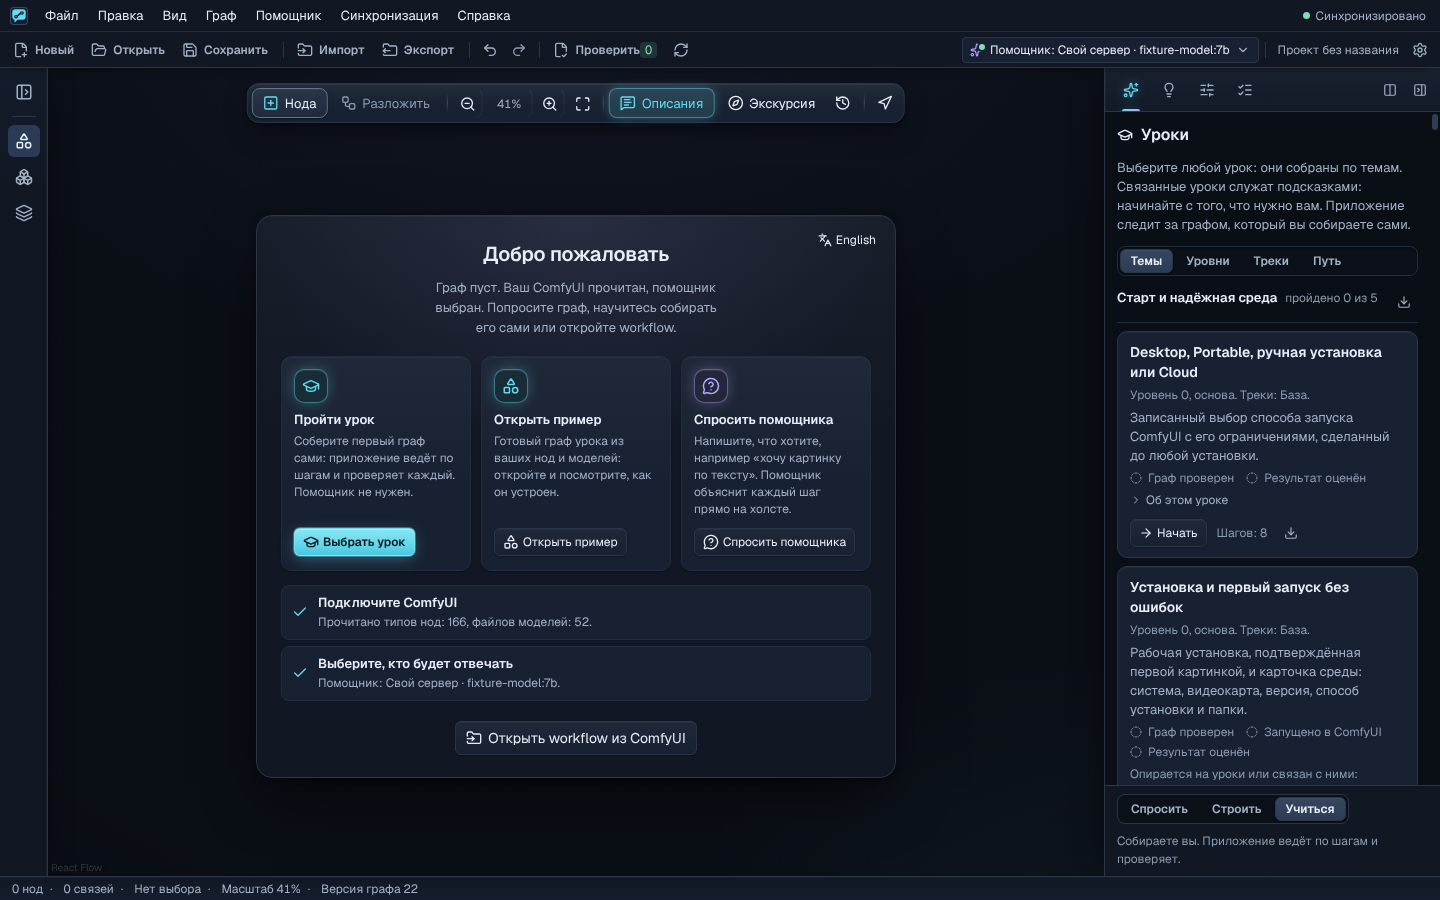 Файл Правка Вид Граф Помощник Синхронизация Справка Синхронизировано
Новый Открыть Сохранить Импорт Экспорт Проверить 0 Помощник: Свой сервер · fixture-model:7b Проект без названия
Нода Разложить 41% Описания Экскурсия
English
Добро пожаловать
Граф пуст. Ваш ComfyUI прочитан, помощник
выбран. Попросите граф, научитесь собирать
его сами или откройте workflow.
Пройти урок
Соберите первый граф
сами: приложение ведёт по
шагам и проверяет каждый.
Помощник не нужен.
Выбрать урок
Открыть пример
Готовый граф урока из
ваших нод и моделей:
откройте и посмотрите, как
он устроен.
Открыть пример
Спросить помощника
Напишите, что хотите,
например «хочу картинку
по тексту». Помощник
объяснит каждый шаг
прямо на холсте.
Спросить помощника
Подключите ComfyUI
Прочитано типов нод: 166, файлов моделей: 52.
Выберите, кто будет отвечать
Помощник: Свой сервер · fixture-model:7b.
Открыть workflow из ComfyUI
React Flow
Уроки
Выберите любой урок: они собраны по темам.
Связанные уроки служат подсказками:
начинайте с того, что нужно вам. Приложение
следит за графом, который вы собираете сами.
Темы Уровни Треки Путь
Старт и надёжная среда пройдено 0 из 5
Desktop, Portable, ручная установка
или Cloud
Уровень 0, основа. Треки: База.
Записанный выбор способа запуска
ComfyUI с его ограничениями, сделанный
до любой установки.
Граф проверен Результат оценён
Об этом уроке
Начать Шагов: 8
Установка и первый запуск без
ошибок
Уровень 0, основа. Треки: База.
Рабочая установка, подтверждённая
первой картинкой, и карточка среды:
система, видеокарта, версия, способ
установки и папки.
Граф проверен Запущено в ComfyUI
Результат оценён
Опирается на уроки или связан с ними:
Спросить Строить Учиться
Собираете вы. Приложение ведёт по шагам и
проверяет.
0 нод · 0 связей · Нет выбора · Масштаб 41% · Версия графа 22